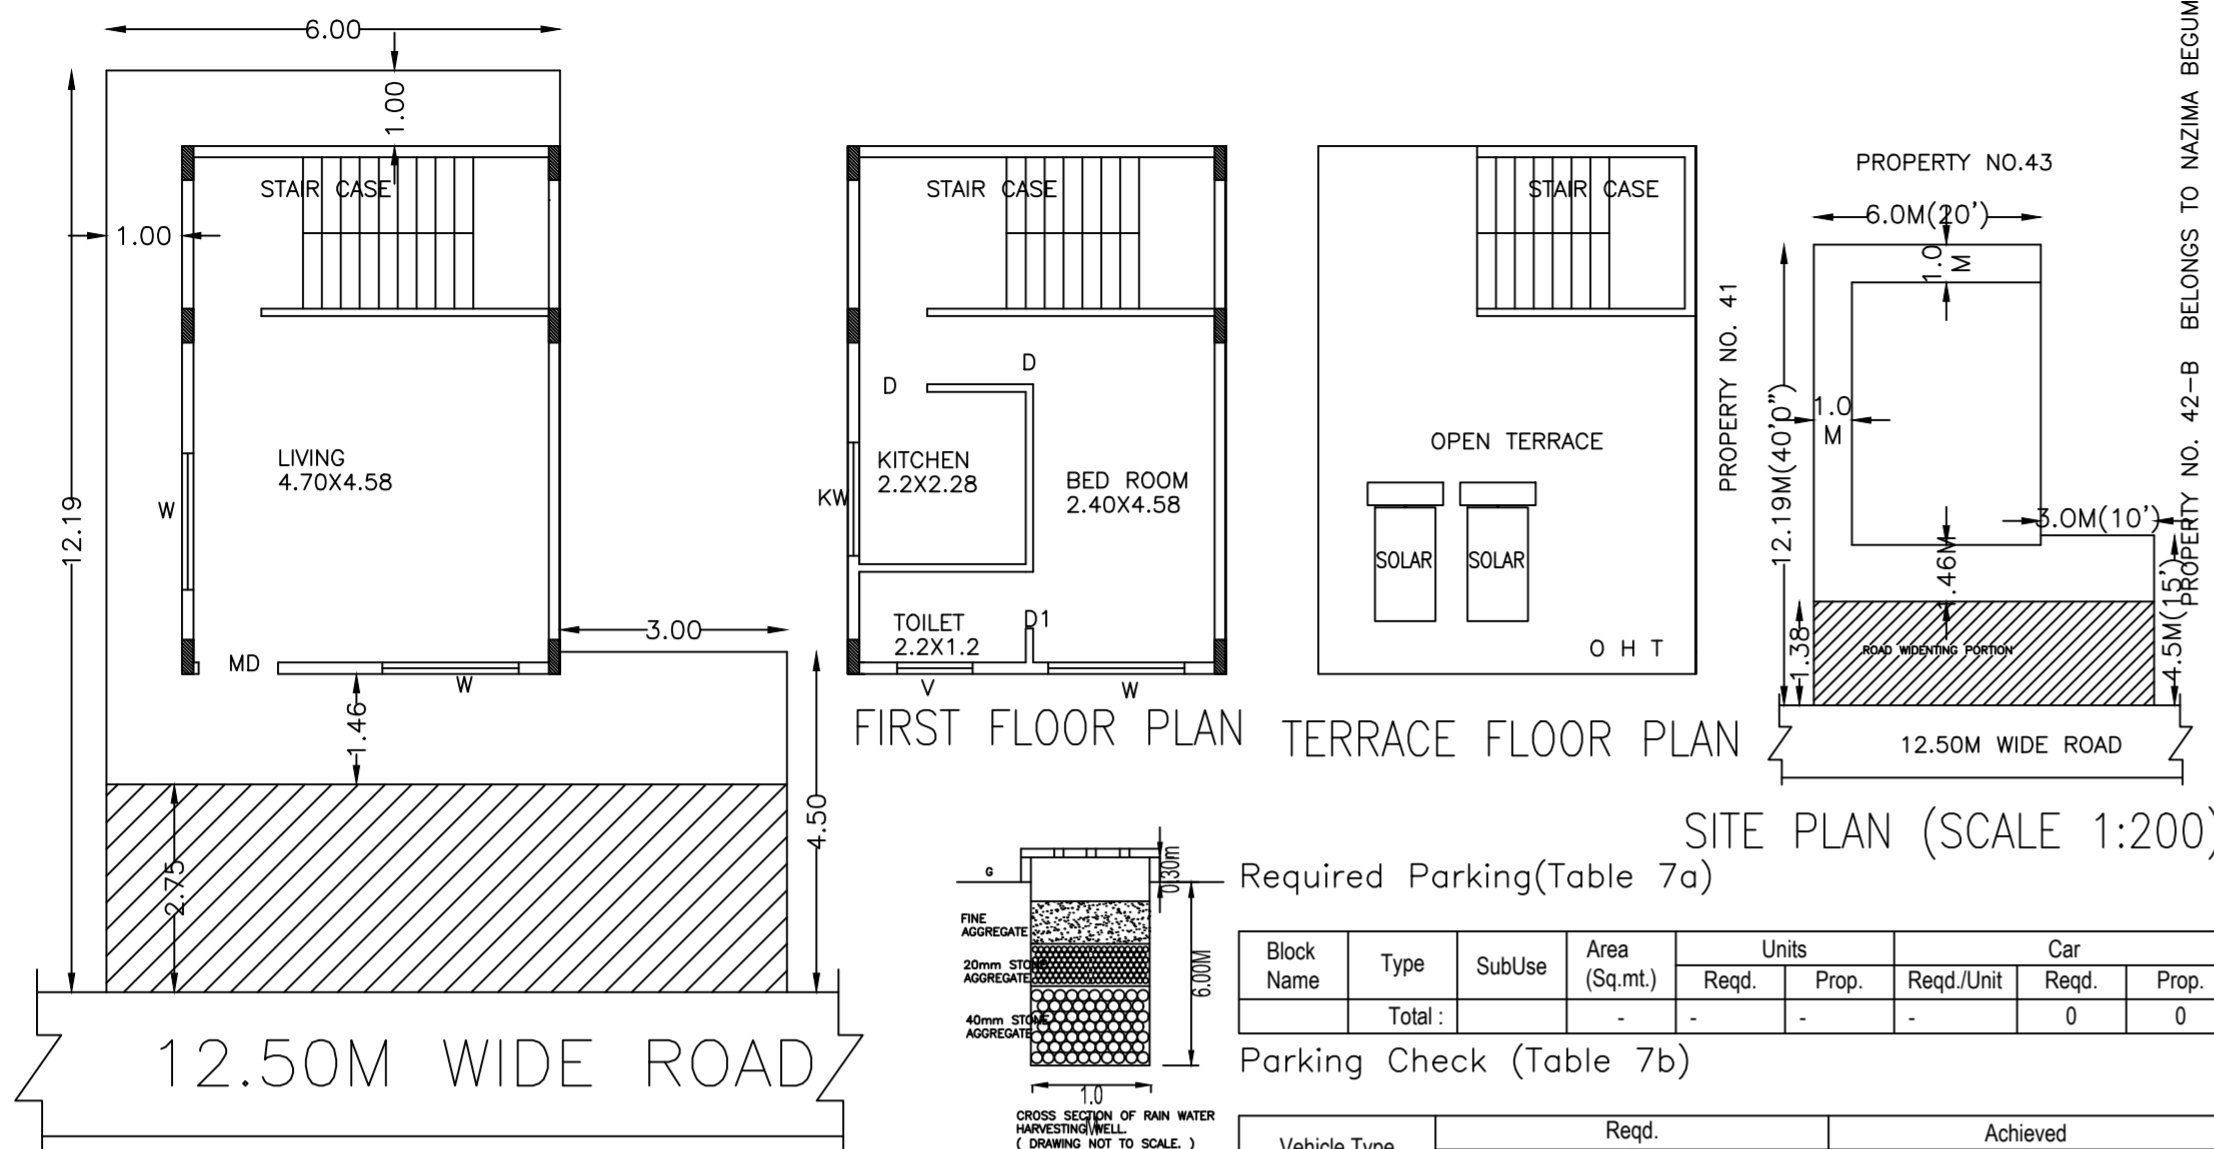 6.00
1.00
STAIR CASE
1.00
12.19
LIVING
4.70X4.58
W
MD
W
3.00
1.46
2.75
4.50
12.50M WIDE ROAD
STAIR CASE
D
D
KITCHEN
2.2X2.28
KW
BED ROOM
2.40X4.58
TOILET
2.2X1.2
D1
V
W
FIRST FLOOR PLAN
STAIR CASE
OPEN TERRACE
SOLAR
SOLAR
O H T
TERRACE FLOOR PLAN
PROPERTY NO.43
6.0M(20')
1.0
M
PROPERTY NO. 41
12.19M(40'0")
1.0
M
3.0M(10')
1.46M
1.38
ROAD WIDENTING PORTION
4.5M(15')
PROPERTY NO. 42-B BELONGS TO NAZIMA BEGUM
12.50M WIDE ROAD
SITE PLAN (SCALE 1:200)
G
0.30m
FINE
AGGREGATE
20mm STONE
AGGREGATE
40mm STONE
AGGREGATE
6.00M
1.0
M
CROSS SECTION OF RAIN WATER
HARVESTING WELL.
( DRAWING NOT TO SCALE. )
Required Parking(Table 7a)
Block Name Type SubUse Area (Sq.mt.) Units Car
Reqd. Prop. Reqd./Unit Reqd. Prop.
Total : - - - - 0 0
Parking Check (Table 7b)
Vehicle Type Reqd. Achieved